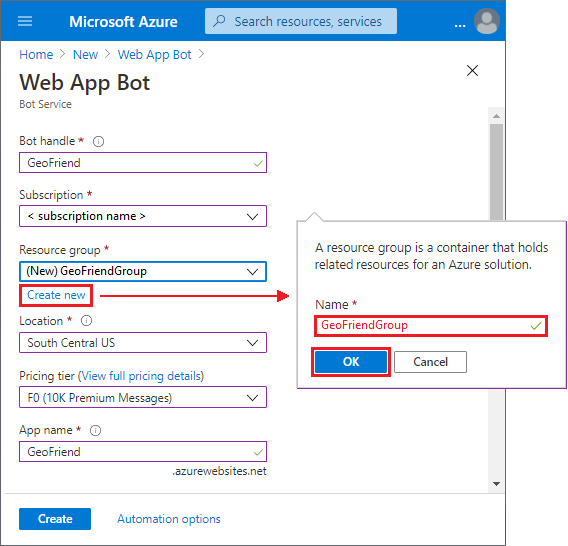 Microsoft Azure
Search resources, services
...
Home > New > Web App Bot >
Web App Bot
Bot Service
Bot handle *
GeoFriend
Subscription *
< subscription name >
Resource group *
(New) GeoFriendGroup
Create new
Location *
South Central US
Pricing tier (View full pricing details)
F0 (10K Premium Messages)
App name *
GeoFriend
.azurewebsites.net
Create
Automation options
A resource group is a container that holds
related resources for an Azure solution.
Name *
GeoFriendGroup
OK
Cancel